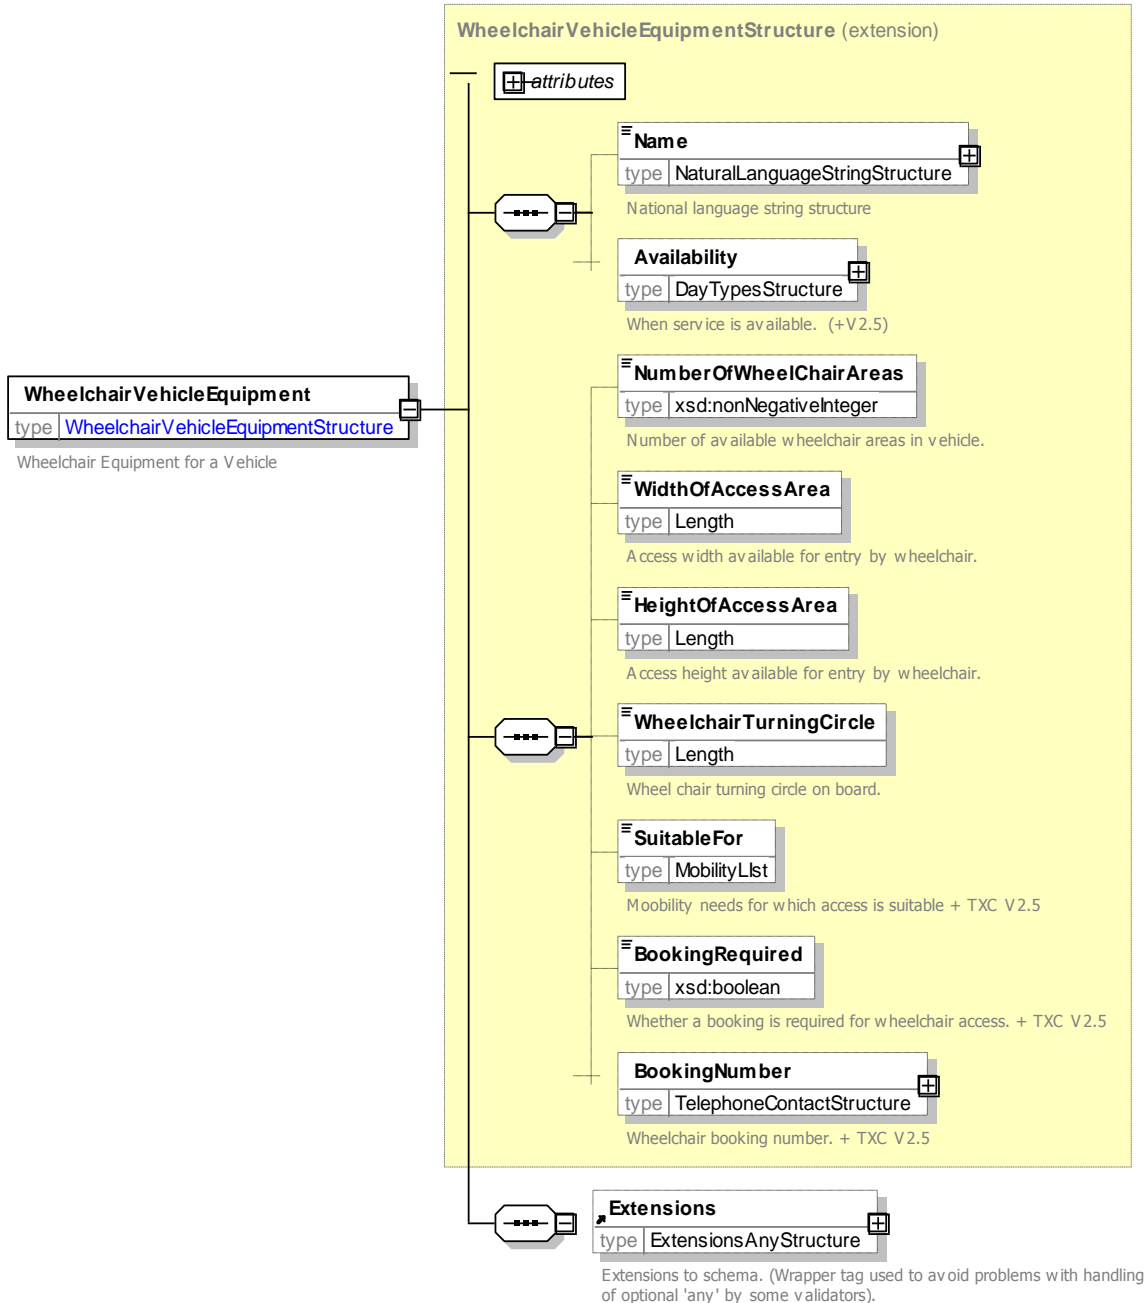 WheelchairVehicleEquipmentStructure (extension)
attributes
Name
type NaturalLanguageStringStructure
National language string structure
Availability
type DayTypesStructure
When service is available. (+V2.5)
WheelchairVehicleEquipment
type WheelchairVehicleEquipmentStructure
Wheelchair Equipment for a Vehicle
NumberOfWheelChairAreas
type xsd:nonNegativeInteger
Number of available wheelchair areas in vehicle.
WidthOfAccessArea
type Length
Access width available for entry by wheelchair.
HeightOfAccessArea
type Length
Access height available for entry by wheelchair.
WheelchairTurningCircle
type Length
Wheel chair turning circle on board.
SuitableFor
type MobilityLIst
Moobility needs for which access is suitable + TXC V2.5
BookingRequired
type xsd:boolean
Whether a booking is required for wheelchair access. + TXC V2.5
BookingNumber
type TelephoneContactStructure
Wheelchair booking number. + TXC V2.5
Extensions
type ExtensionsAnyStructure
Extensions to schema. (Wrapper tag used to avoid problems with handling
of optional 'any' by some validators).